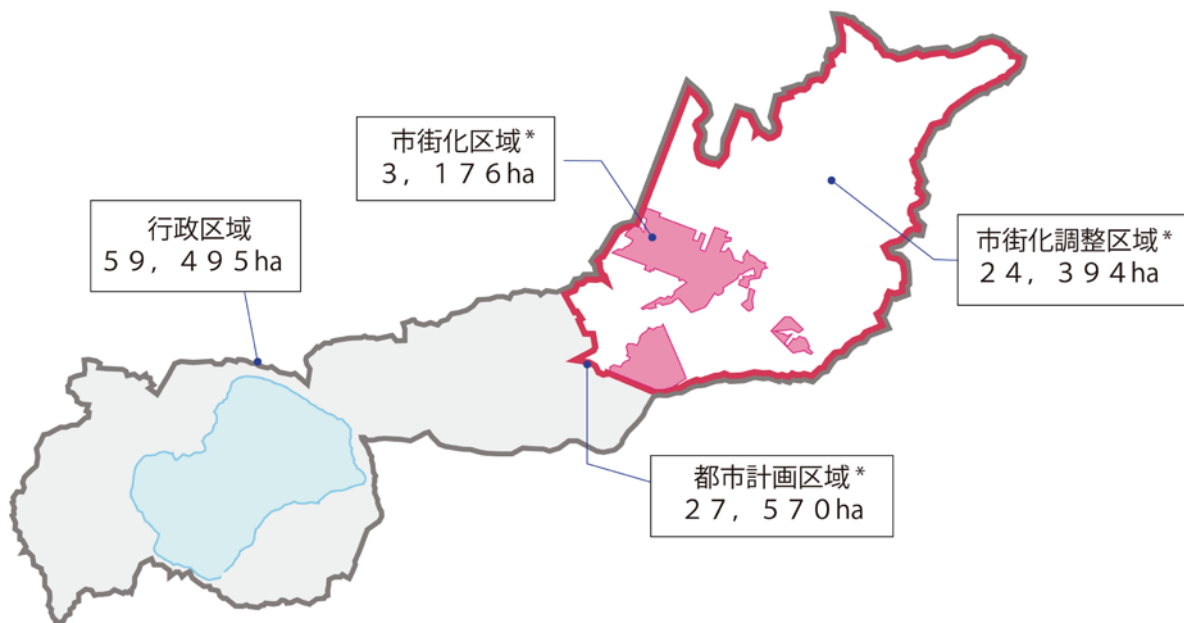 市街化区域*
３，１７６ha
行政区域
５９，４９５ha
市街化調整区域*
２４，３９４ha
都市計画区域*
２７，５７０ha